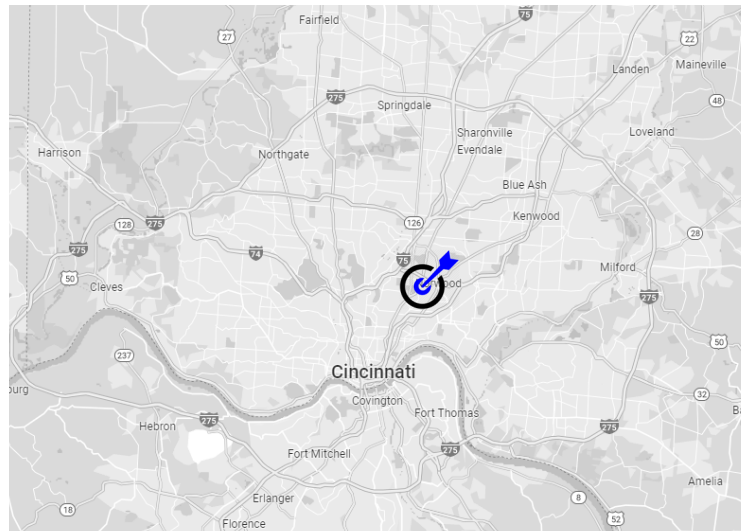 Fairfield
75
27
22
Landen
Maineville
275
48
Springdale
Sharonville
Evendale
Loveland
Harrison
Northgate
Blue Ash
Kenwood
128
275
126
28
275
74
75
50
Cleves
Milford
275
50
237
Cincinnati
Covington
32
Fort Thomas
Hebron
275
275
275
Fort Mitchell
Erlanger
Amelia
8
18
Florence
52